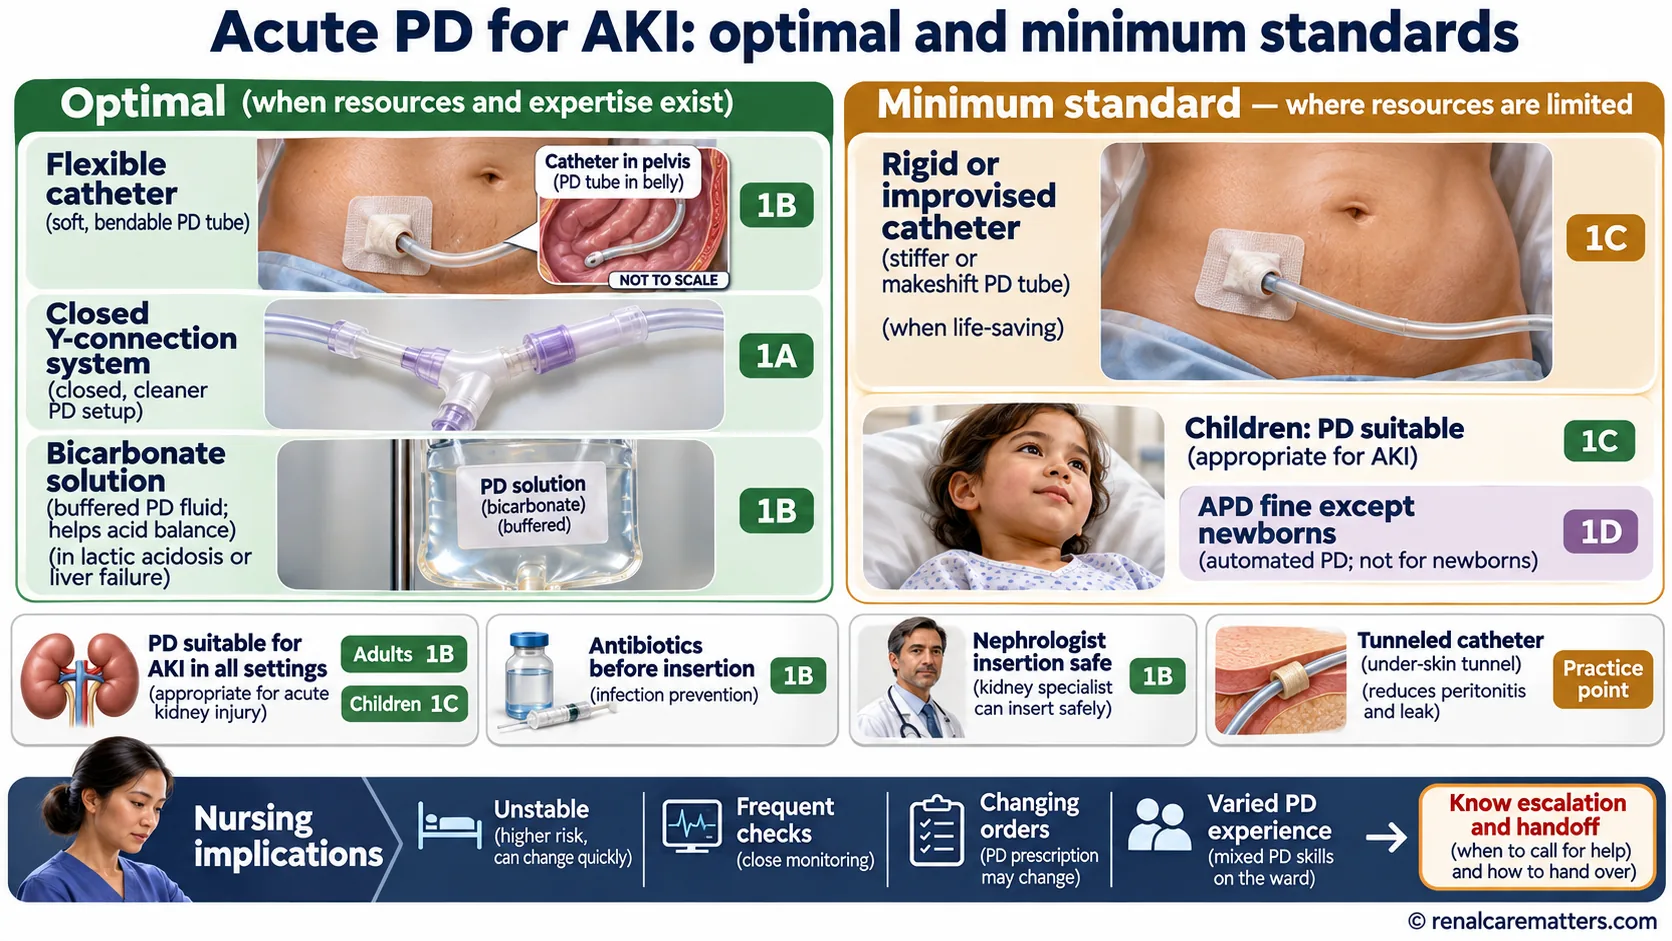 Acute PD for AKI: optimal and minimum standards
Optimal (when resources and expertise exist)
Flexible
catheter
(soft, bendable PD tube)
Catheter in pelvis
(PD tube in belly)
NOT TO SCALE
1B
Closed
Y-connection
system
(closed, cleaner
PD setup)
1A
Bicarbonate
solution
(buffered PD fluid;
helps acid balance)
(in lactic acidosis or
liver failure)
PD solution
(bicarbonate)
(buffered)
1B
Minimum standard — where resources are limited
Rigid or
improvised
catheter
(stiffer or
makeshift PD tube)
(when life-saving)
1C
Children: PD suitable
(appropriate for AKI)
1C
APD fine except
newborns
(automated PD; not for newborns)
1D
PD suitable for
AKI in all settings
(appropriate for acute
kidney injury)
Adults 1B
Children 1C
Antibiotics
before insertion
(infection prevention)
1B
Nephrologist
insertion safe
(kidney specialist
can insert safely)
1B
Tunneled catheter
(under-skin tunnel)
(reduces peritonitis
and leak)
Practice
point
Nursing
implications
Unstable
(higher risk,
can change quickly)
Frequent
checks
(close monitoring)
Changing
orders
(PD prescription
may change)
Varied PD
experience
(mixed PD skills
on the ward)
Know escalation
and handoff
(when to call for help)
and how to hand over)
© renalcarematters.com